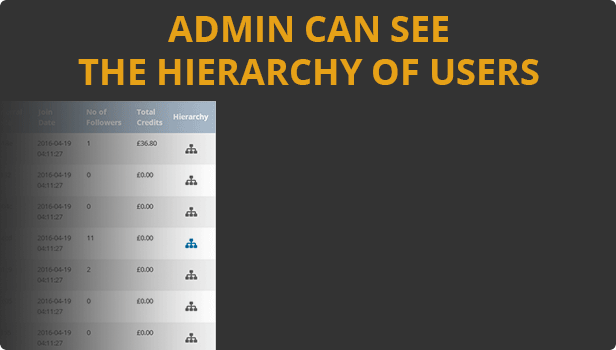 ADMIN CAN SEE
THE HIERARCHY OF USERS
Join No of Total Hierarchy
Date Followers Credits
2016-04-19 1 £36.80
04:11:27
2016-04-19 0 £0.00
04:11:27
2016-04-19 0 £0.00
04:11:27
2016-04-19 11 £0.00
04:11:27
2016-04-19 2 £0.00
04:11:27
2016-04-19 0 £0.00
04:11:27
2016-04-19 0 £0.00
04:11:27